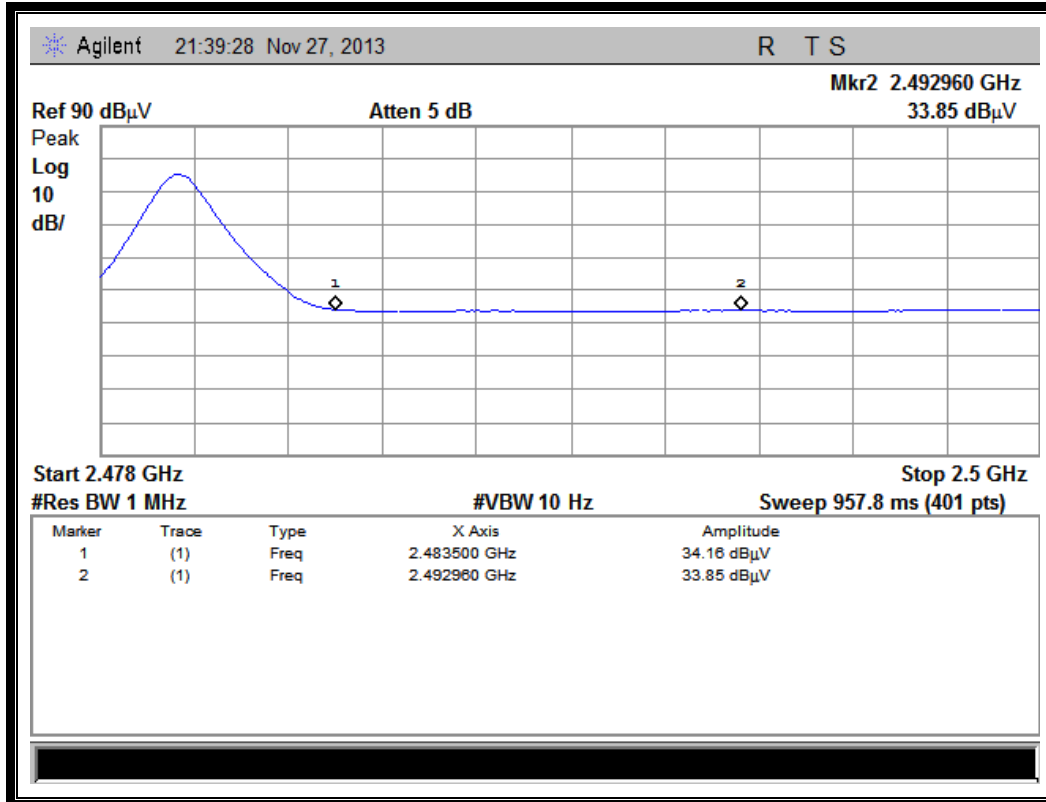 Agilent 21:39:28 Nov 27, 2013 R T S
Mkr2 2.492960 GHz
Ref 90 dBµV Atten 5 dB 33.85 dBµV
Peak
Log
10
dB/
1 2
Start 2.478 GHz Stop 2.5 GHz
#Res BW 1 MHz #VBW 10 Hz Sweep 957.8 ms (401 pts)
Marker Trace Type X Axis Amplitude
1 (1) Freq 2.483500 GHz 34.16 dBµV
2 (1) Freq 2.492960 GHz 33.85 dBµV